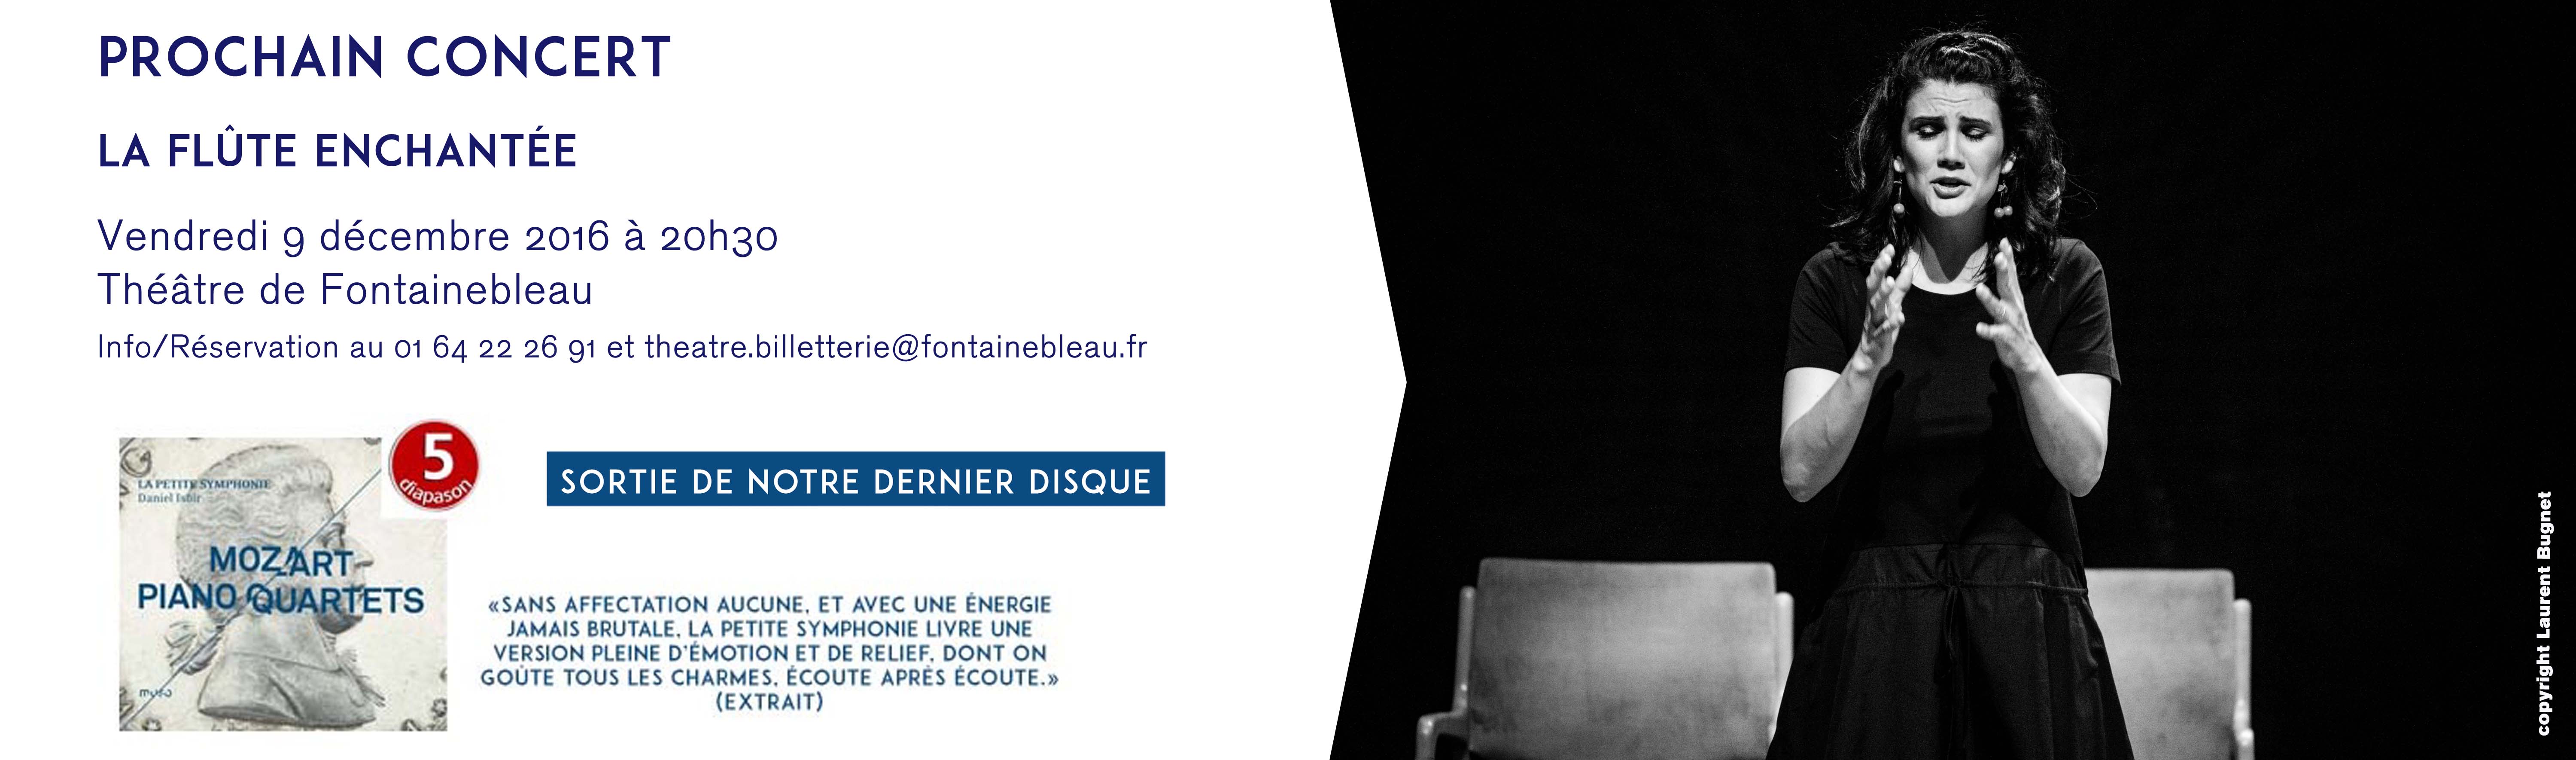 PROCHAIN CONCERT
LA FLÛTE ENCHANTÉE
Vendredi 9 décembre 2016 à 20h30
Théâtre de Fontainebleau
Info/Réservation au 01 64 22 26 91 et theatre.billetterie@fontainebleau.fr
5
diapason
LA PETITE SYMPHONIE
Daniel Isbir
MOZART
PIANO QUARTETS
SORTIE DE NOTRE DERNIER DISQUE
«SANS AFFECTATION AUCUNE, ET AVEC UNE ÉNERGIE
JAMAIS BRUTALE, LA PETITE SYMPHONIE LIVRE UNE
VERSION PLEINE D'ÉMOTION ET DE RELIEF, DONT ON
GOÛTE TOUS LES CHARMES, ÉCOUTE APRÈS ÉCOUTE.»
(EXTRAIT)
copyright Laurent Bugnet